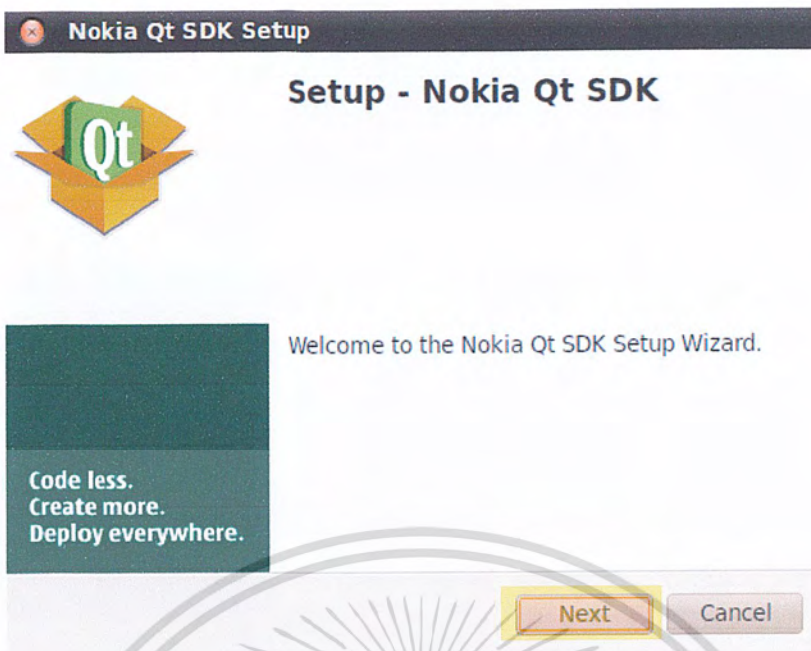 Nokia Qt SDK Setup
Setup - Nokia Qt SDK
Qt
Welcome to the Nokia Qt SDK Setup Wizard.
Code less.
Create more.
Deploy everywhere.
Next
Cancel